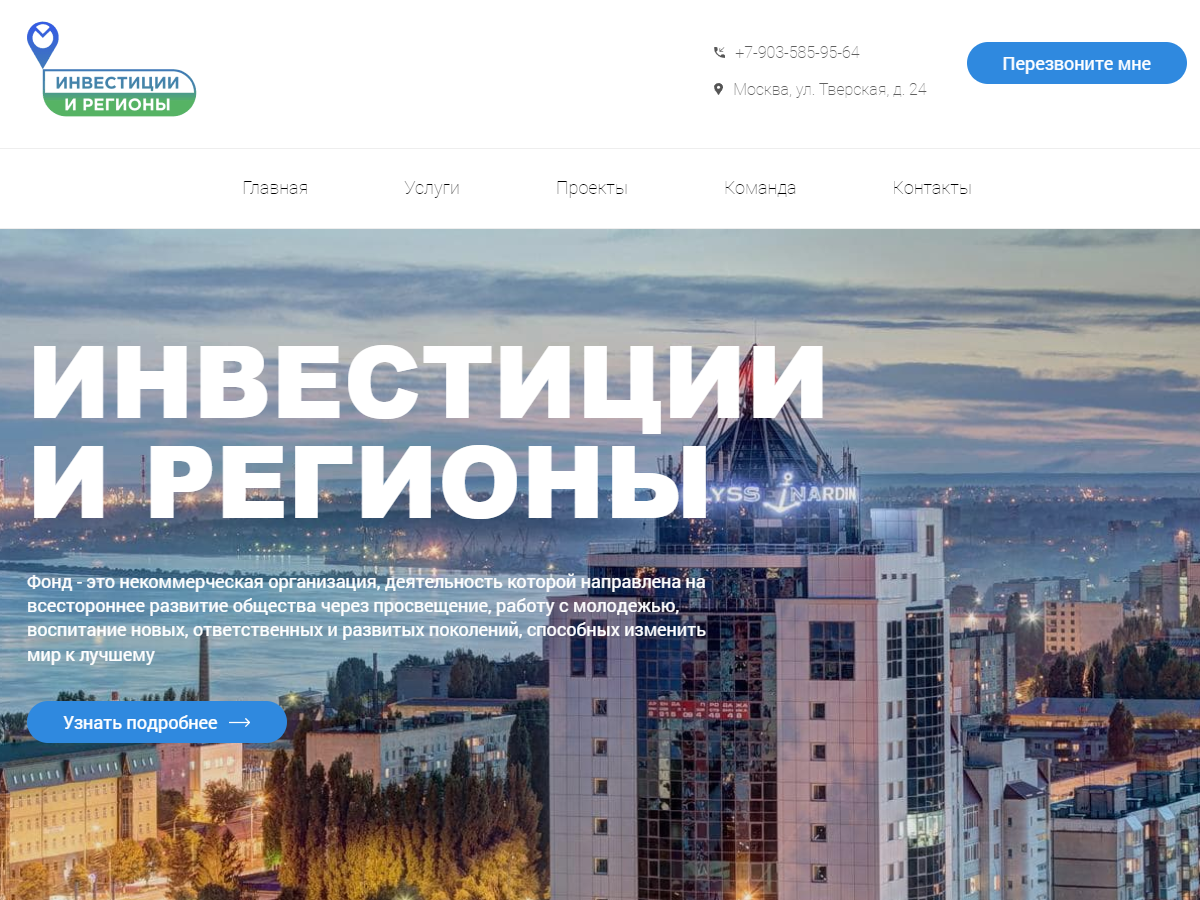 ИНВЕСТИЦИИ
И РЕГИОНЫ
+7-903-585-95-64
Москва, ул. Тверская, д. 24
Перезвоните мне
Главная
Услуги
Проекты
Команда
Контакты
ИНВЕСТИЦИИ
И РЕГИОНЫ
LYSS NARDIN
Фонд - это некоммерческая организация, деятельность которой направлена на
всестороннее развитие общества через просвещение, работу с молодежью,
воспитание новых, ответственных и развитых поколений, способных изменить
мир к лучшему
Узнать подробнее
АРЕНДА ПРОДАЖА